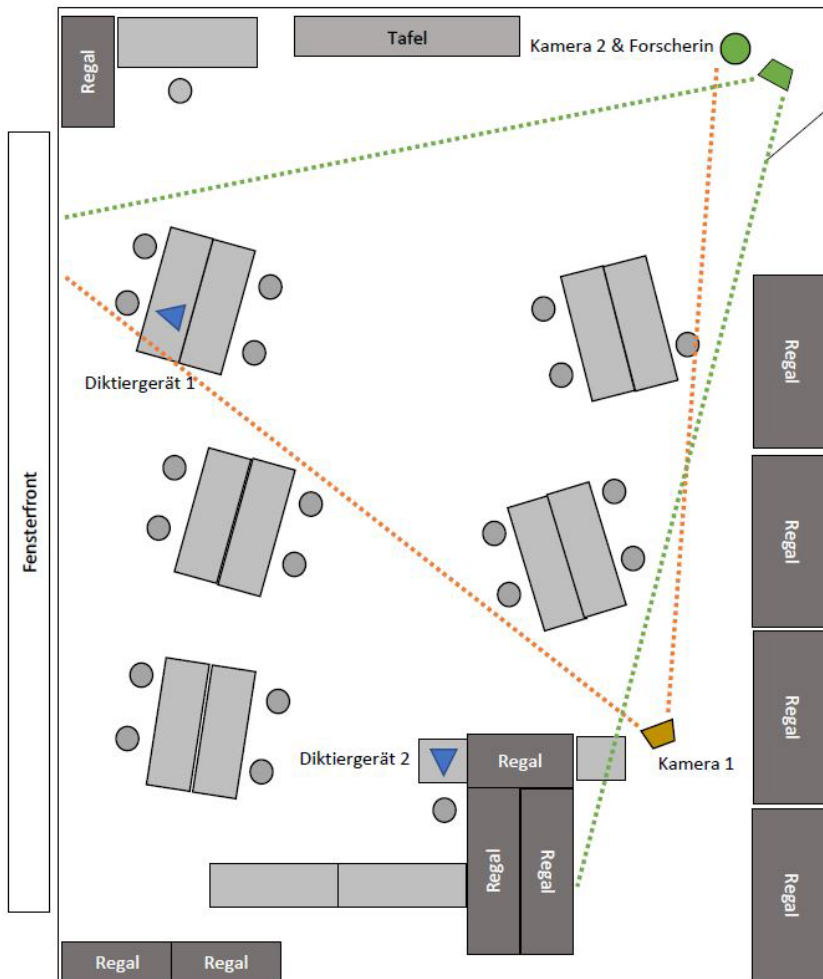 Regal
Tafel
Kamera 2 & Forscherin
Diktiergerät 1
Fensterfront
Regal
Regal
Diktiergerät 2
Regal
Kamera 1
Regal
Regal
Regal
Regal
Regal
Regal